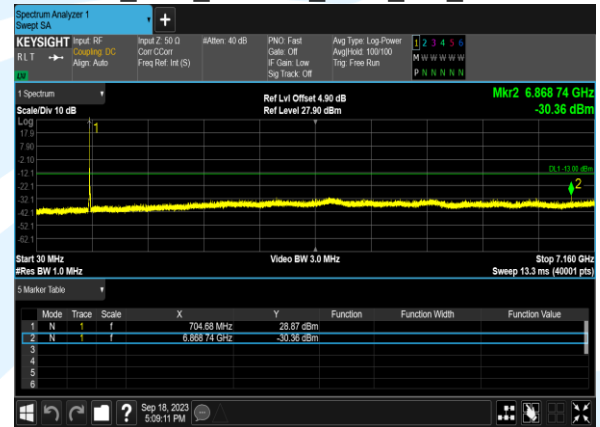 Spectrum Analyzer 1
Swept SA
KEYSIGHT Input: RF Input Z: 50 Ω #Atten: 40 dB PNO: Fast Avg Type: Log-Power 1 2 3 4 5 6
RLT Coupling: DC Corr CCorr Gate: Off Avg|Hold: 100/100 M W W W W W
Align: Auto Freq Ref: Int (S) IF Gain: Low Trig: Free Run
LV Sig Track: Off P N N N N N
1 Spectrum Ref Lvl Offset 4.90 dB Mkr2 6.868 74 GHz
Scale/Div 10 dB Ref Level 27.90 dBm -30.36 dBm
Log
17.9
7.90
-2.10
-12.1
-22.1
-32.1
-42.1
-52.1
-62.1
1
DL1 -13.00 dBm
2
Start 30 MHz Video BW 3.0 MHz Stop 7.160 GHz
#Res BW 1.0 MHz Sweep 13.3 ms (40001 pts)
5 Marker Table
Mode Trace Scale X Y Function Function Width Function Value
1 N 1 f 704.68 MHz 28.87 dBm
2 N 1 f 6.868 74 GHz -30.36 dBm
3
4
5
6
Sep 18, 2023
5:09:11 PM